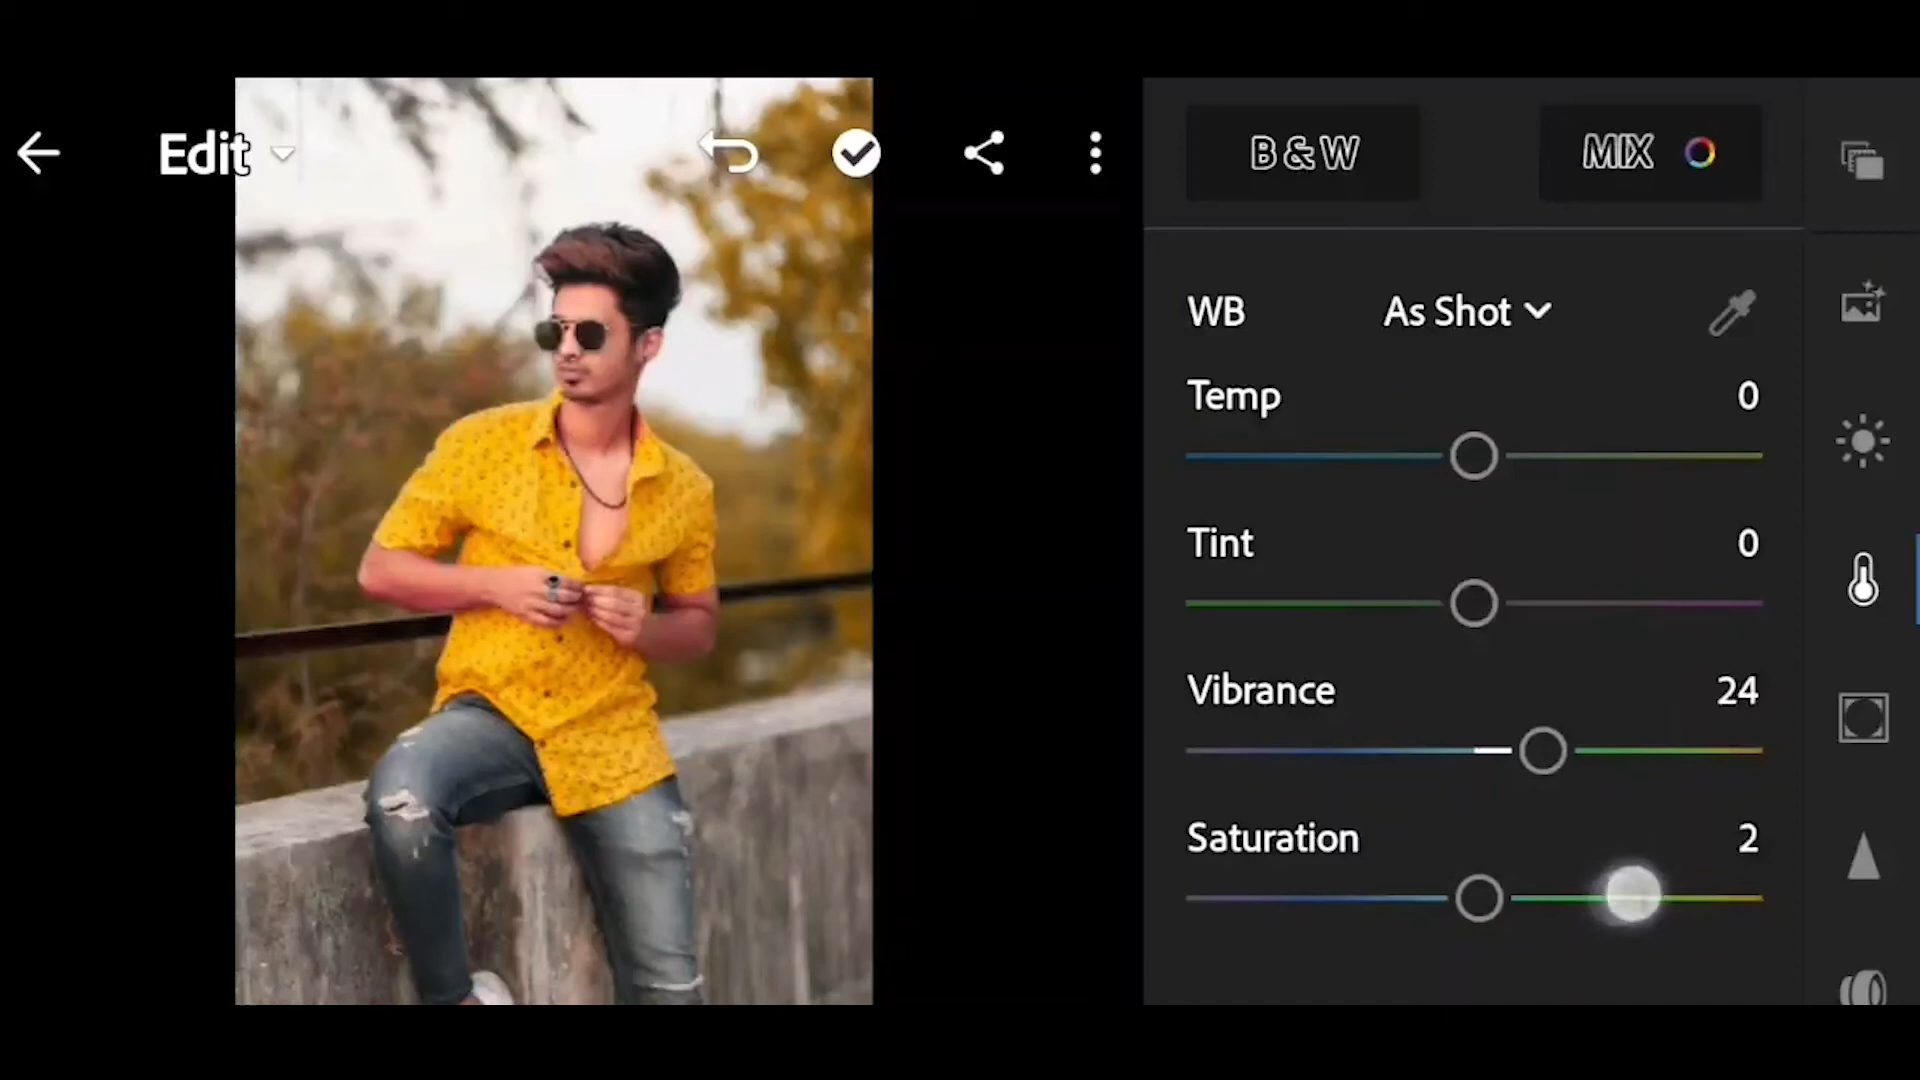 Edit
B & W
MIX
WB As Shot
Temp 0
Tint 0
Vibrance 24
Saturation 2